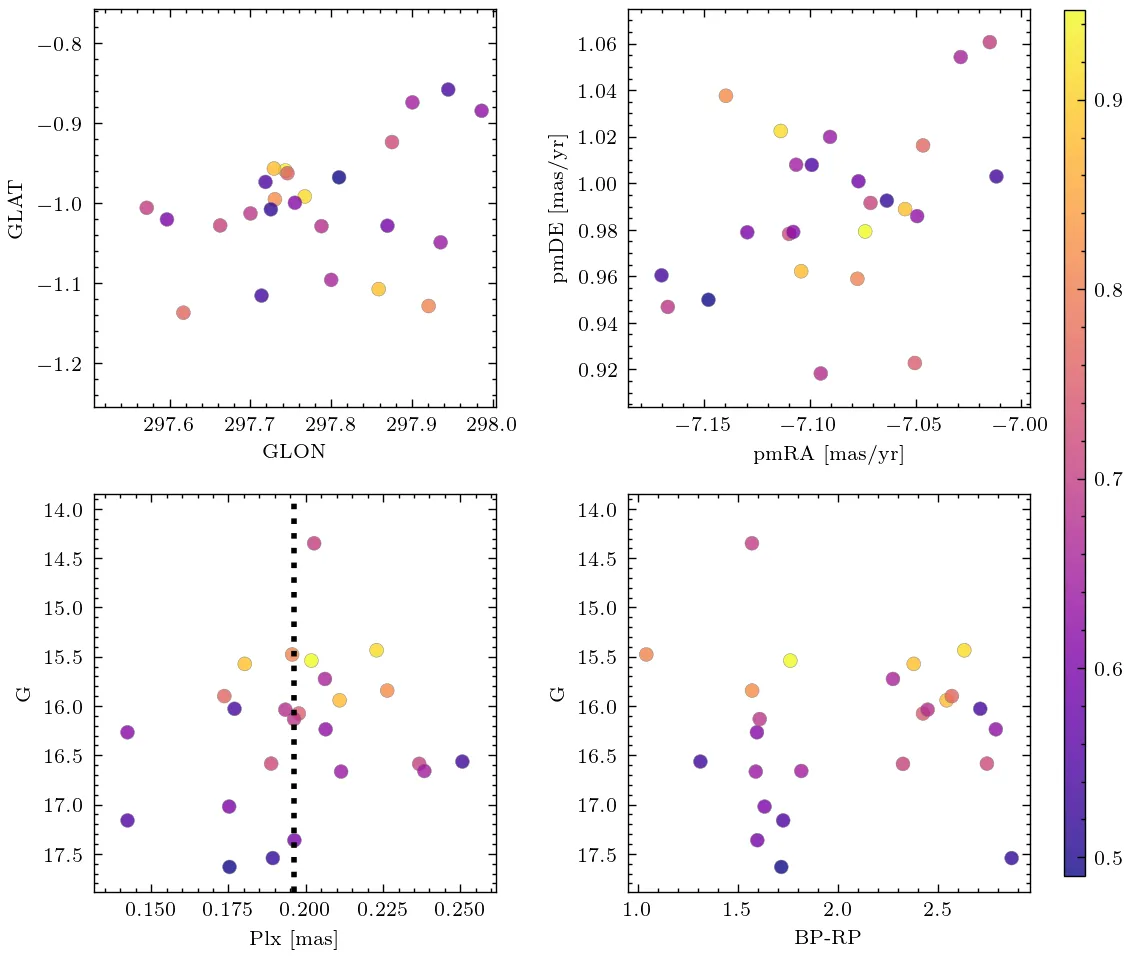 −0.8
−0.9
−1.0
−1.1
−1.2
GLAT
297.6 297.7 297.8 297.9 298.0
GLON
1.06
1.04
1.02
1.00
0.98
0.96
0.94
0.92
pmDE [mas/yr]
−7.15 −7.10 −7.05 −7.00
pmRA [mas/yr]
0.9
0.8
0.7
0.6
0.5
14.0
14.5
15.0
15.5
16.0
16.5
17.0
17.5
G
0.150 0.175 0.200 0.225 0.250
Plx [mas]
14.0
14.5
15.0
15.5
16.0
16.5
17.0
17.5
G
1.0 1.5 2.0 2.5
BP-RP